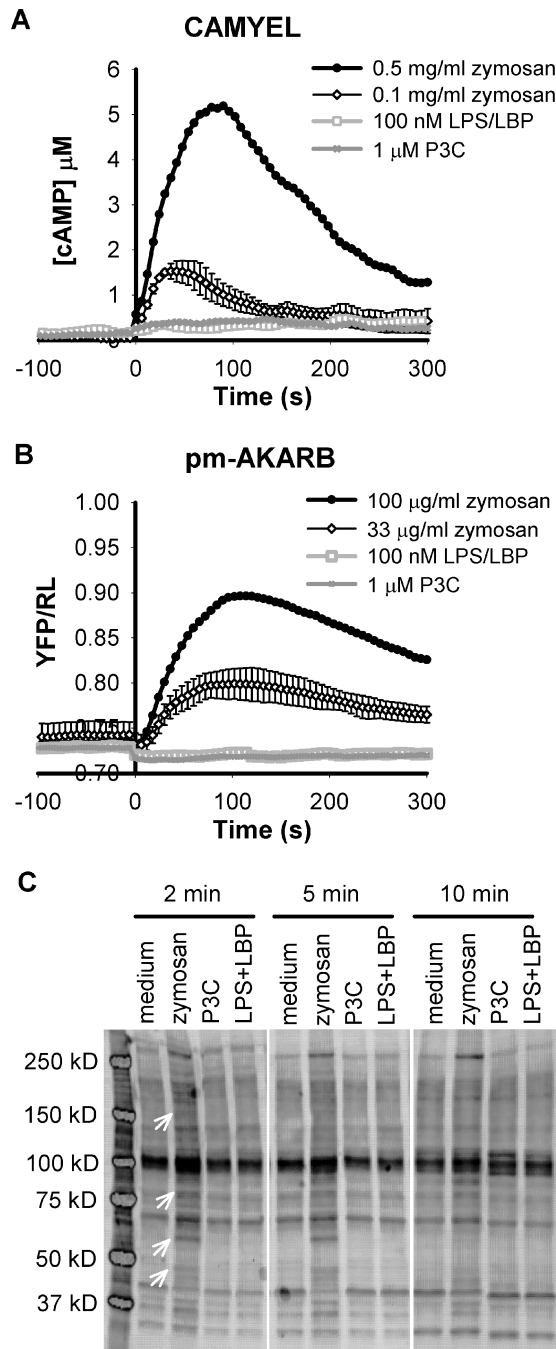 A
CAMYEL
[cAMP] μM
6
5
4
3
2
1
0
0.5 mg/ml zymosan
0.1 mg/ml zymosan
100 nM LPS/LBP
1 μM P3C
-100
0
100
200
300
Time (s)
B
pm-AKARB
YFP/RL
1.00
0.95
0.90
0.85
0.80
0.75
0.70
100 μg/ml zymosan
33 μg/ml zymosan
100 nM LPS/LBP
1 μM P3C
-100
0
100
200
300
Time (s)
C
2 min
5 min
10 min
medium
zymosan
P3C
LPS+LBP
medium
zymosan
P3C
LPS+LBP
medium
zymosan
P3C
LPS+LBP
250 kD
150 kD
100 kD
75 kD
50 kD
37 kD